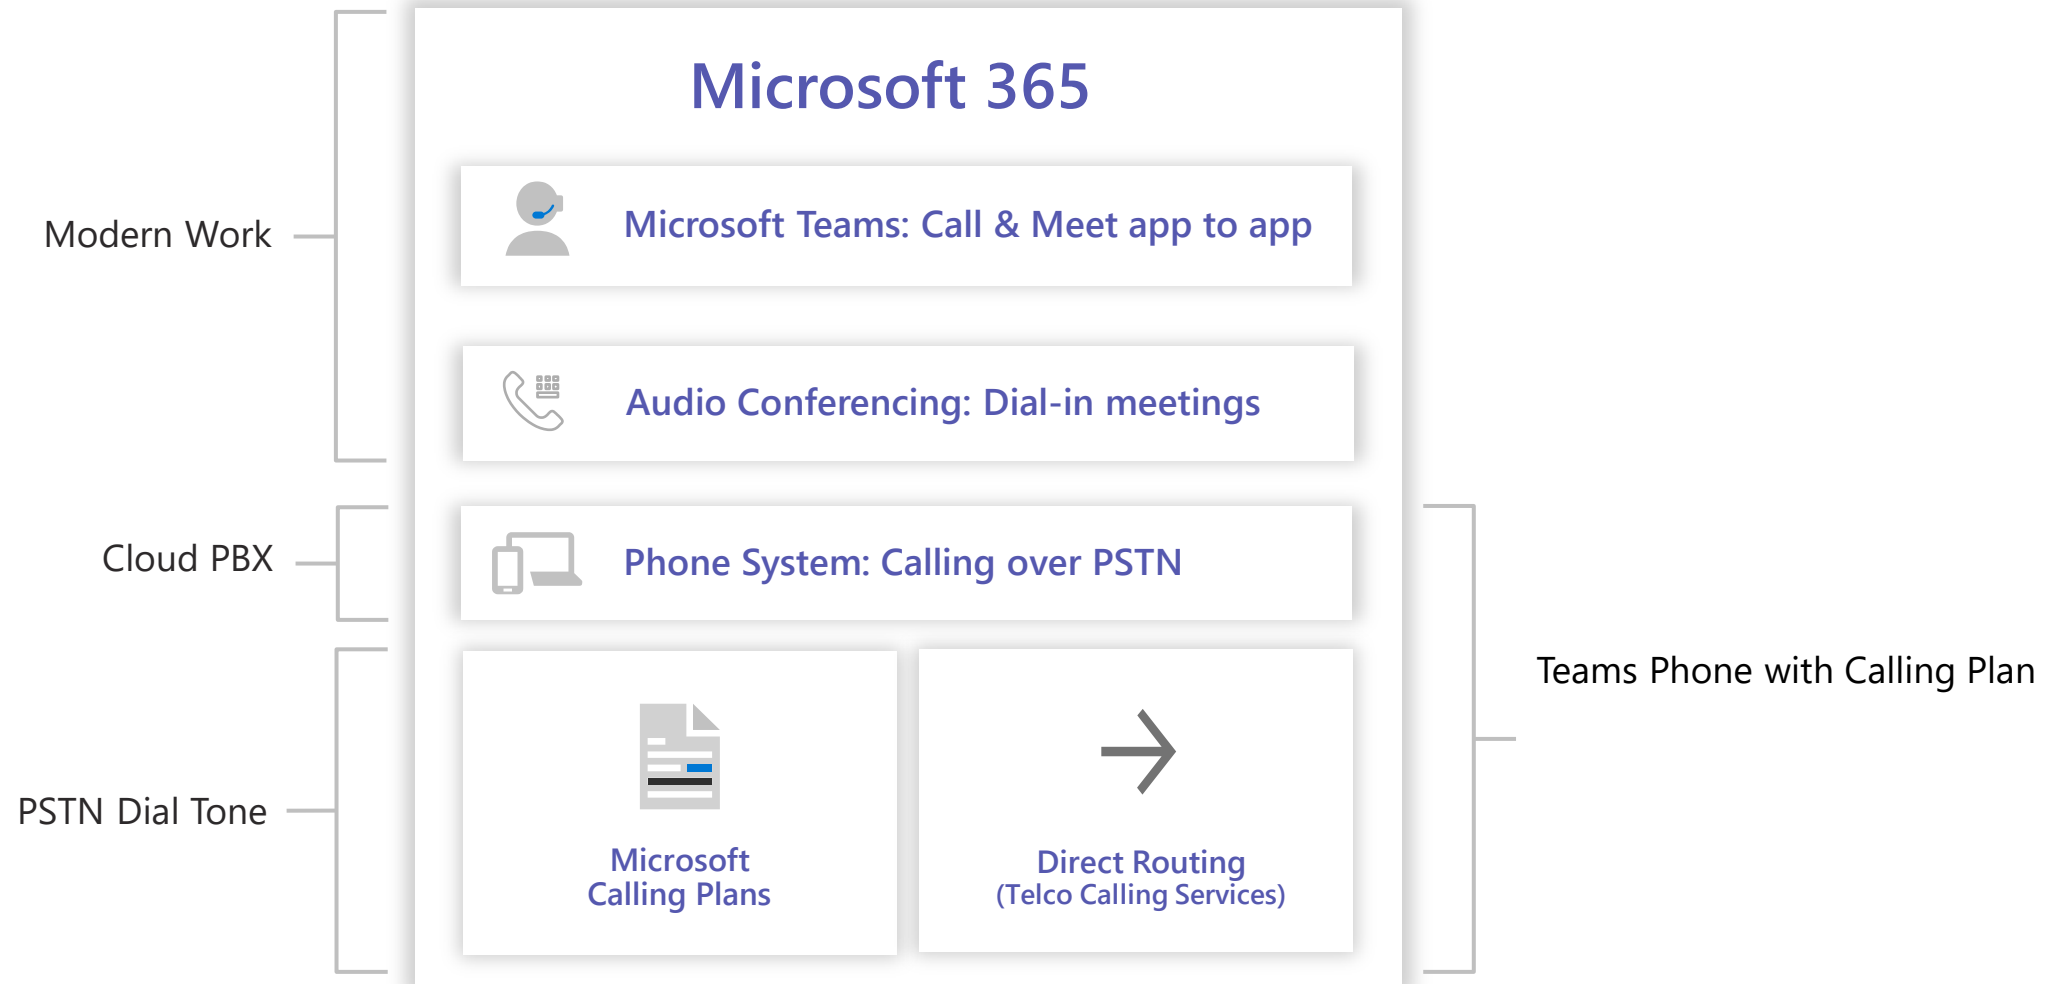 Microsoft 365
Modern Work
Microsoft Teams: Call & Meet app to app
Audio Conferencing: Dial-in meetings
Cloud PBX
Phone System: Calling over PSTN
Teams Phone with Calling Plan
PSTN Dial Tone
Microsoft
Calling Plans
Direct Routing
(Telco Calling Services)